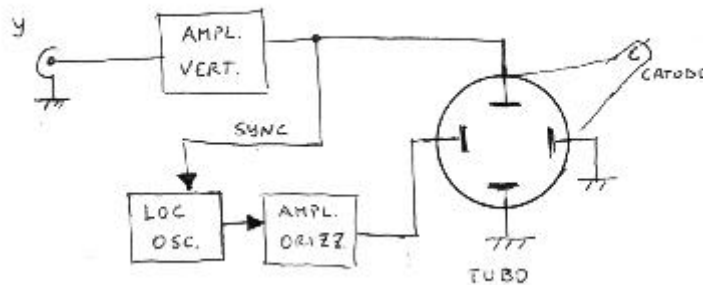 Y
AMPL.
VERT.
CATODO
SYNC
LOC
OSC.
AMPL.
ORIZZ.
TUBO